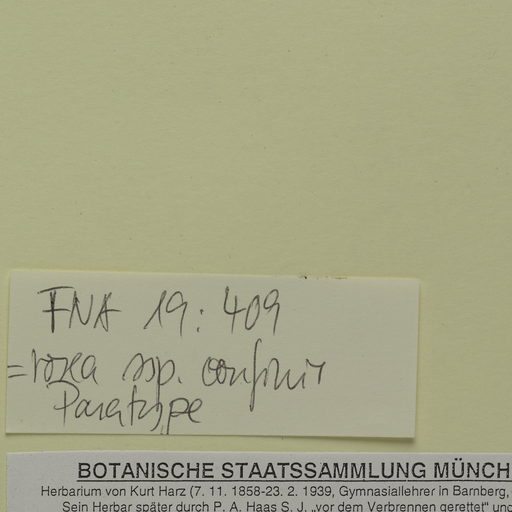 FNA 19: 409
= rosea ssp. confinis
Paratype
BOTANISCHE STAATSSAMMLUNG MÜNCH
Herbarium von Kurt Harz (7. 11. 1858-23. 2. 1939, Gymnasiallehrer in Barnberg,
Sein Herbar später durch P. A. Haas S. J. „vor dem Verbrennen gerettet" und